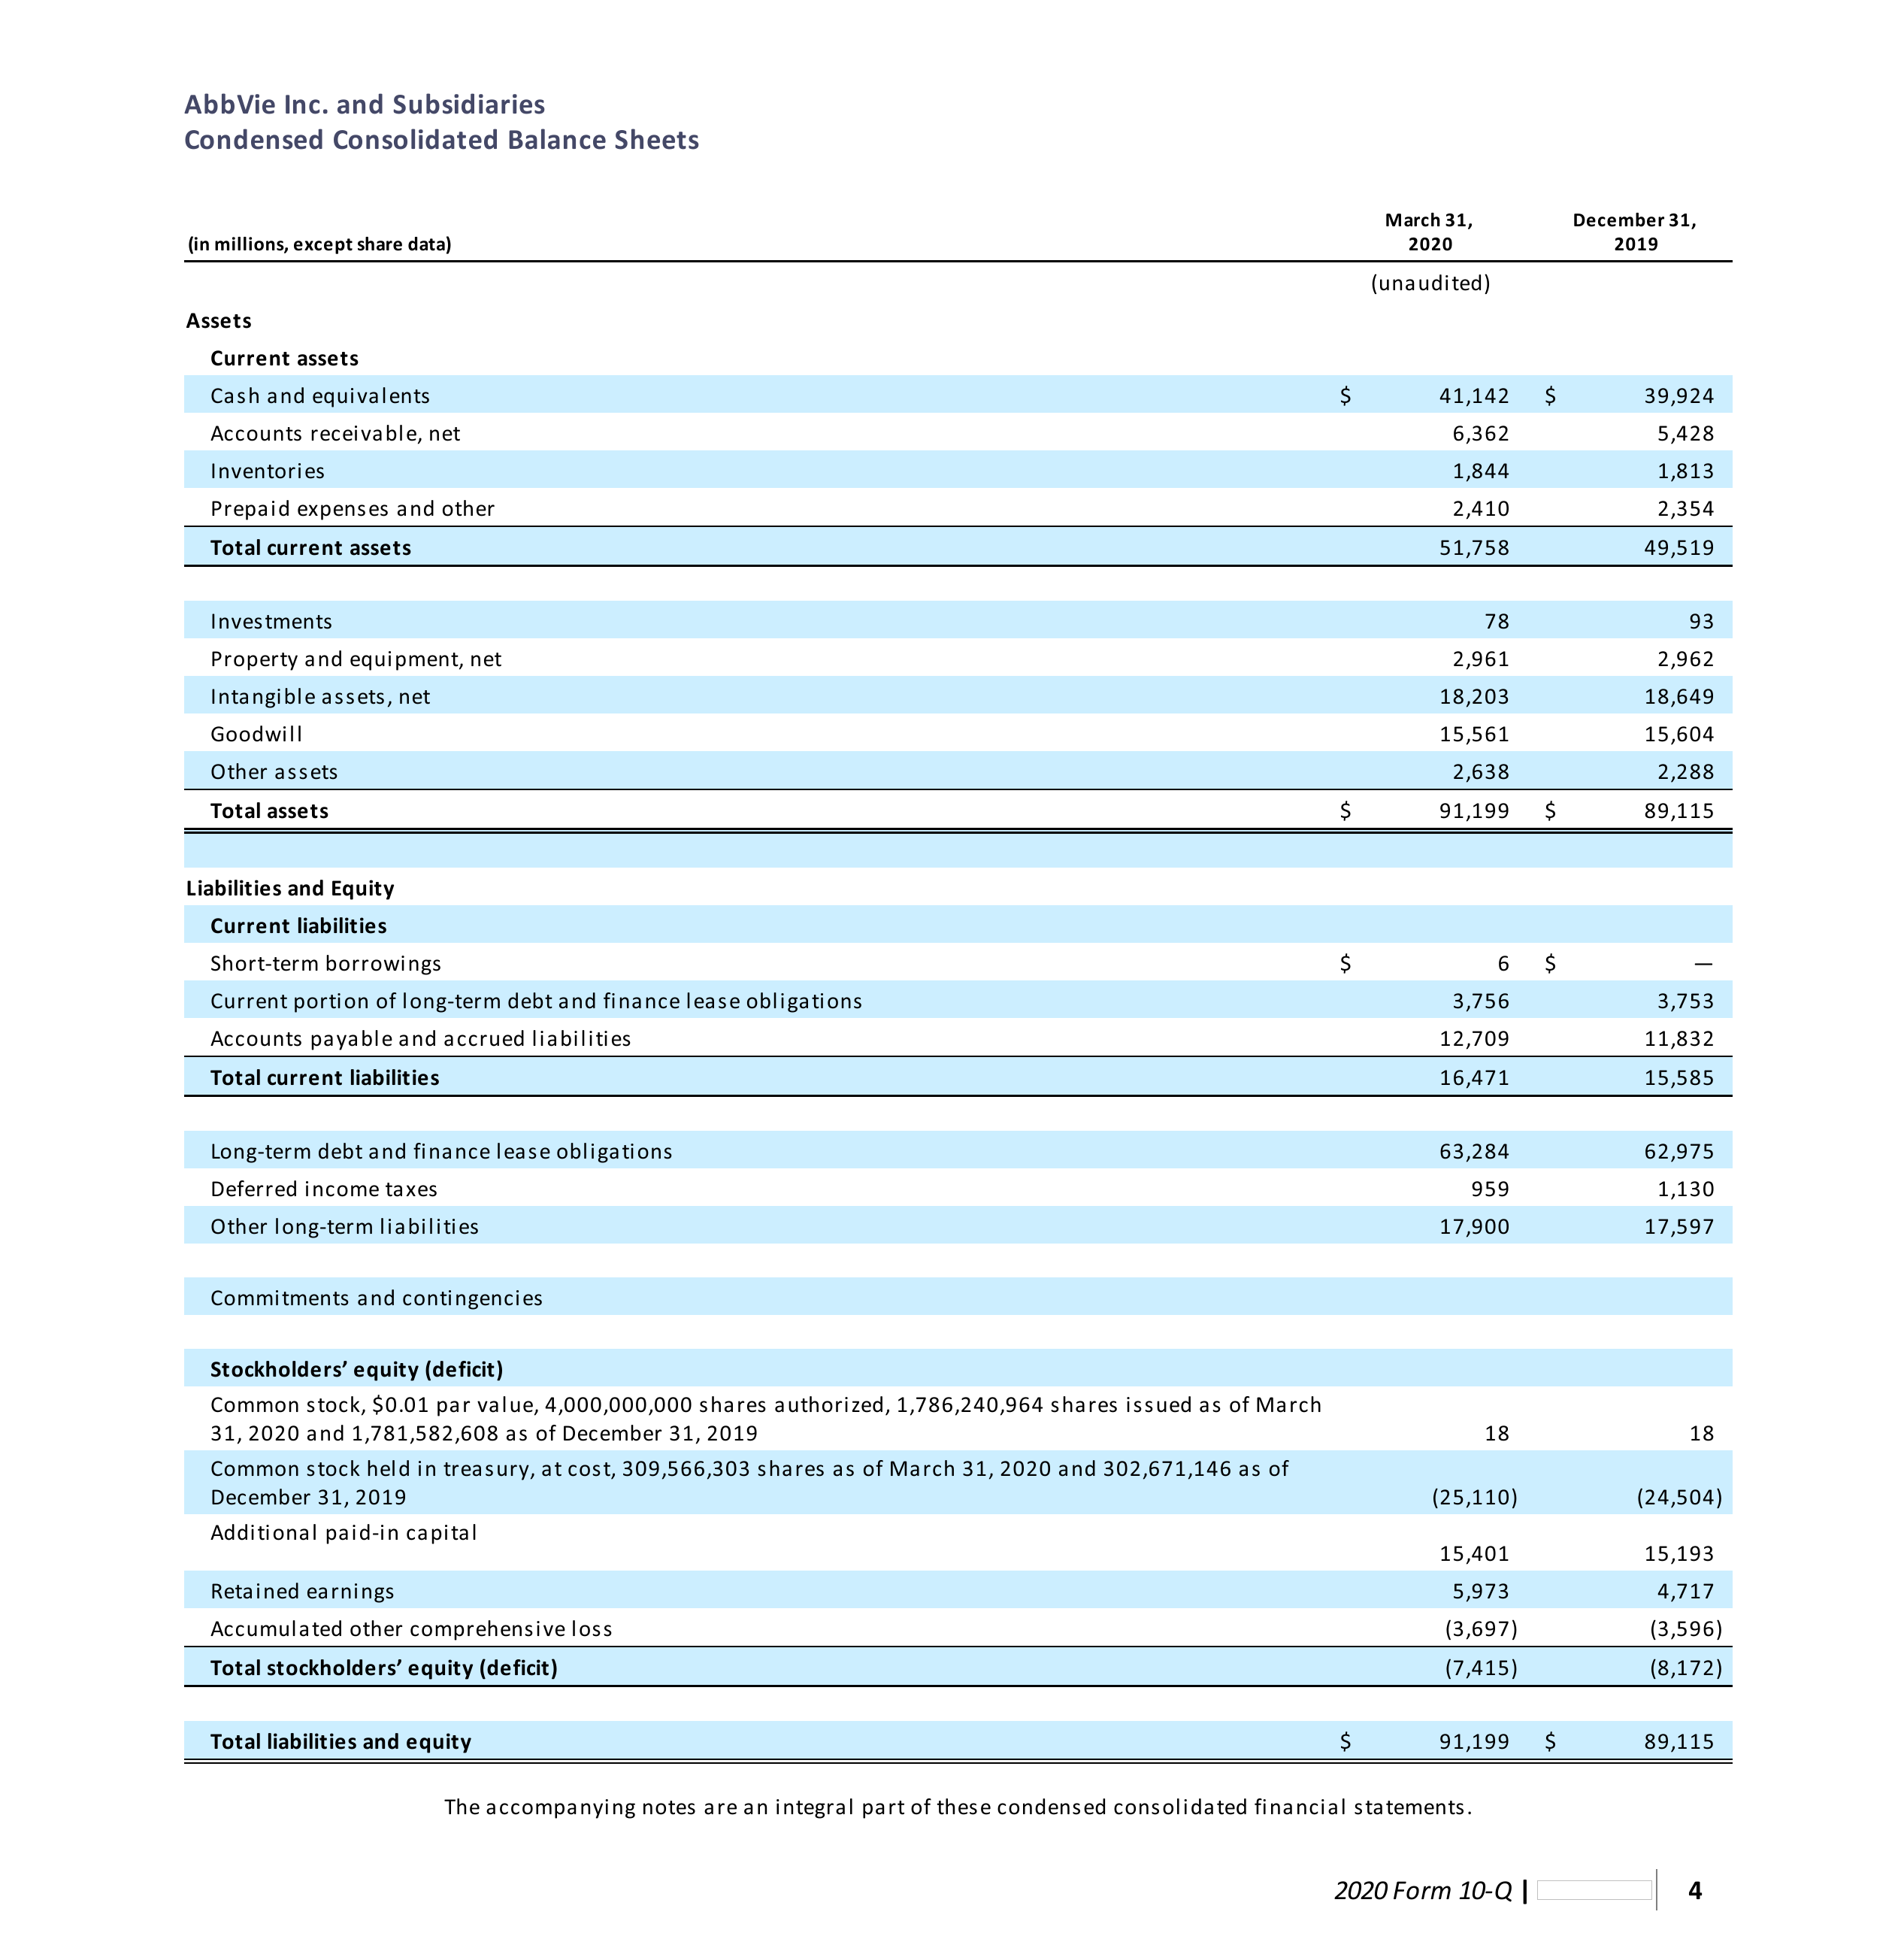 AbbVie Inc. and Subsidiaries
Condensed Consolidated Balance Sheets
(in millions, except share data) March 31, 2020 December 31, 2019
(unaudited)
Assets
Current assets
Cash and equivalents $ 41,142 $ 39,924
Accounts receivable, net 6,362 5,428
Inventories 1,844 1,813
Prepaid expenses and other 2,410 2,354
Total current assets 51,758 49,519
Investments 78 93
Property and equipment, net 2,961 2,962
Intangible assets, net 18,203 18,649
Goodwill 15,561 15,604
Other assets 2,638 2,288
Total assets $ 91,199 $ 89,115
Liabilities and Equity
Current liabilities
Short-term borrowings $ 6 $ —
Current portion of long-term debt and finance lease obligations 3,756 3,753
Accounts payable and accrued liabilities 12,709 11,832
Total current liabilities 16,471 15,585
Long-term debt and finance lease obligations 63,284 62,975
Deferred income taxes 959 1,130
Other long-term liabilities 17,900 17,597
Commitments and contingencies
Stockholders’ equity (deficit)
Common stock, $0.01 par value, 4,000,000,000 shares authorized, 1,786,240,964 shares issued as of March
31, 2020 and 1,781,582,608 as of December 31, 2019 18 18
Common stock held in treasury, at cost, 309,566,303 shares as of March 31, 2020 and 302,671,146 as of
December 31, 2019 (25,110) (24,504)
Additional paid-in capital 15,401 15,193
Retained earnings 5,973 4,717
Accumulated other comprehensive loss (3,697) (3,596)
Total stockholders’ equity (deficit) (7,415) (8,172)
Total liabilities and equity $ 91,199 $ 89,115
The accompanying notes are an integral part of these condensed consolidated financial statements.
2020 Form 10-Q | 4